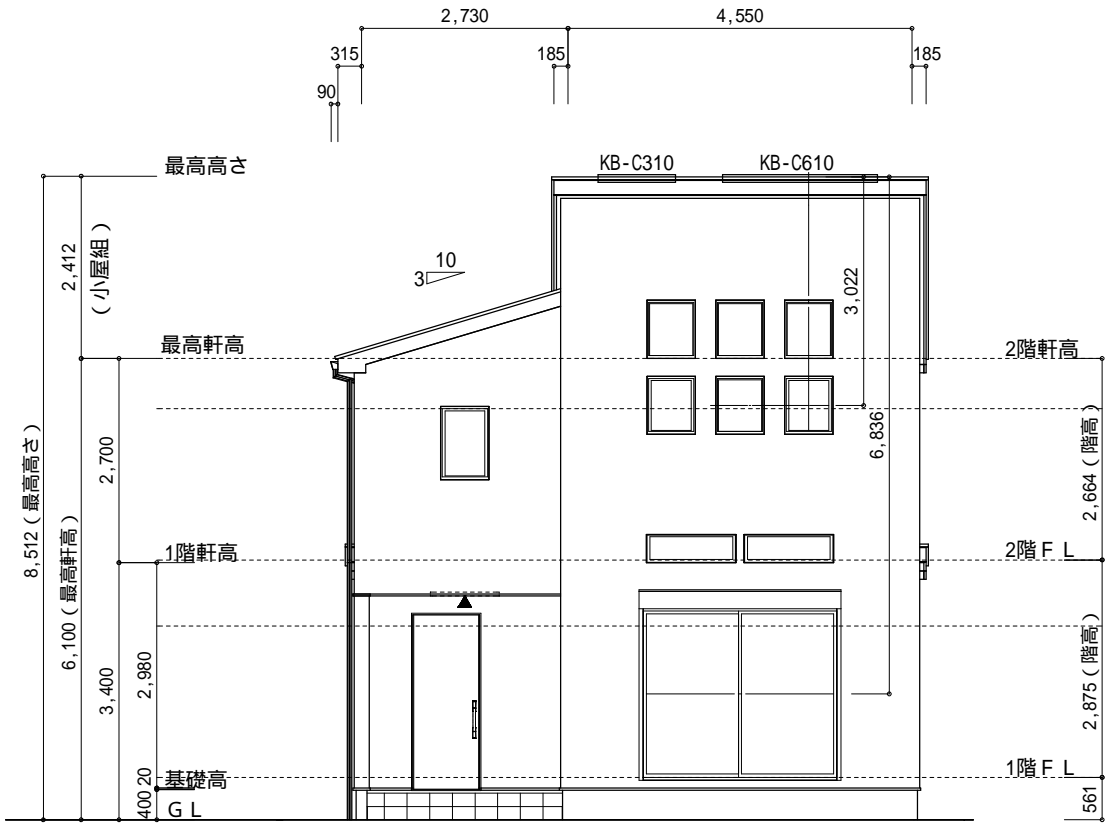 2,730
4,550
315
185
185
90
最高高さ
KB-C310
KB-C610
2,412
(小屋組)
10
3
3,022
最高軒高
2階軒高
8,512(最高高さ)
6,100(最高軒高)
2,700
6,836
2,664(階高)
1階軒高
2階FL
3,400
2,980
2,875(階高)
20
基礎高
1階FL
400
GL
561